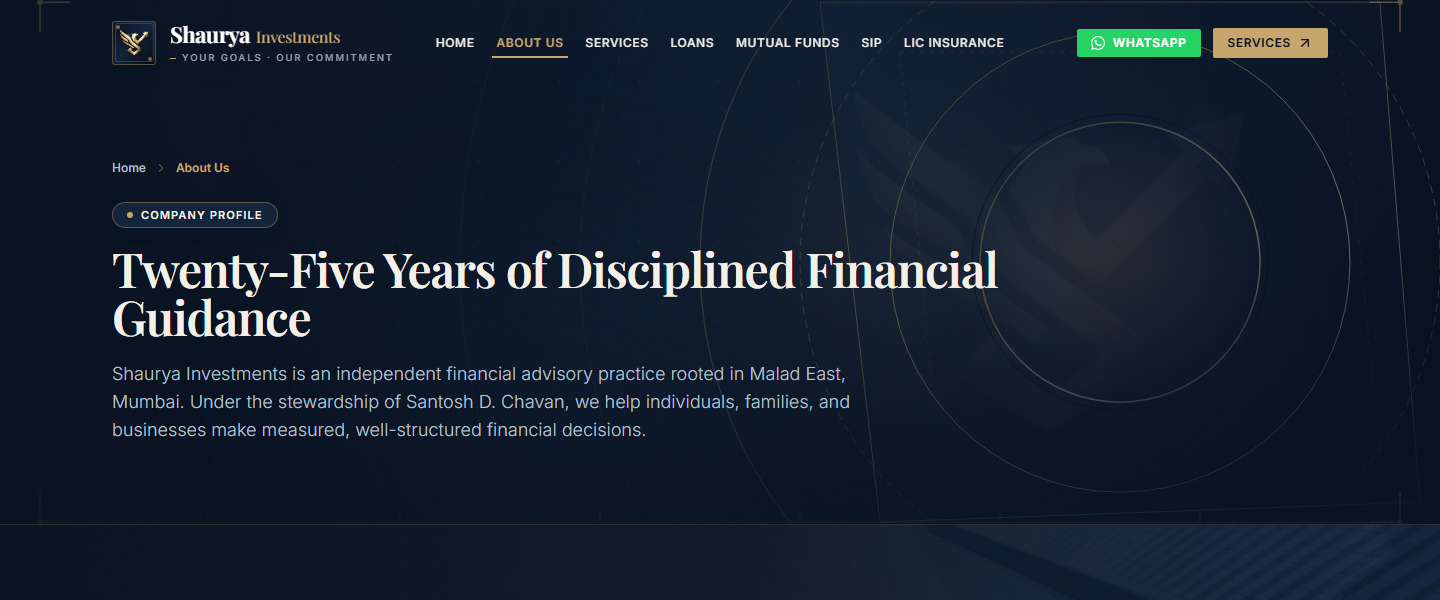 Shaurya Investments
YOUR GOALS · OUR COMMITMENT
HOME
ABOUT US
SERVICES
LOANS
MUTUAL FUNDS
SIP
LIC INSURANCE
WHATSAPP
SERVICES
Home
About Us
COMPANY PROFILE
Twenty-Five Years of Disciplined Financial
Guidance
Shaurya Investments is an independent financial advisory practice rooted in Malad East,
Mumbai. Under the stewardship of Santosh D. Chavan, we help individuals, families, and
businesses make measured, well-structured financial decisions.